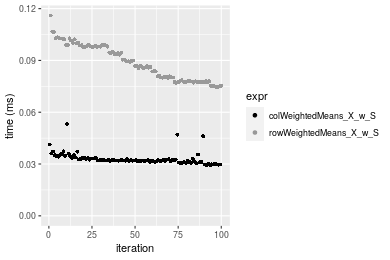 0.12
0.09
0.06
0.03
0.00
time (ms)
0 25 50 75 100
iteration
expr
colWeightedMeans_X_w_S
rowWeightedMeans_X_w_S